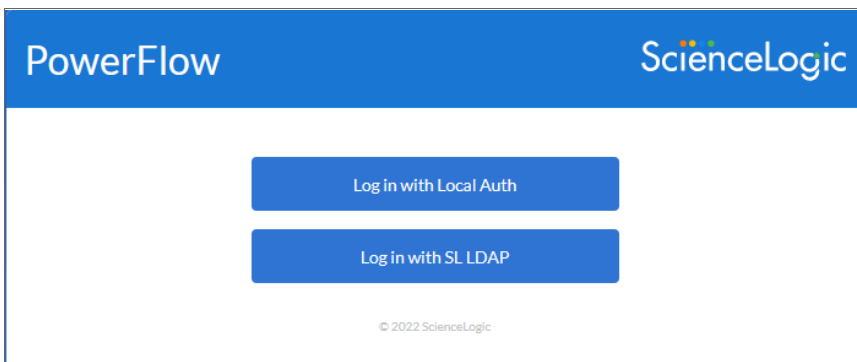 PowerFlow
ScienceLogic
Log in with Local Auth
Log in with SL LDAP
© 2022 ScienceLogic